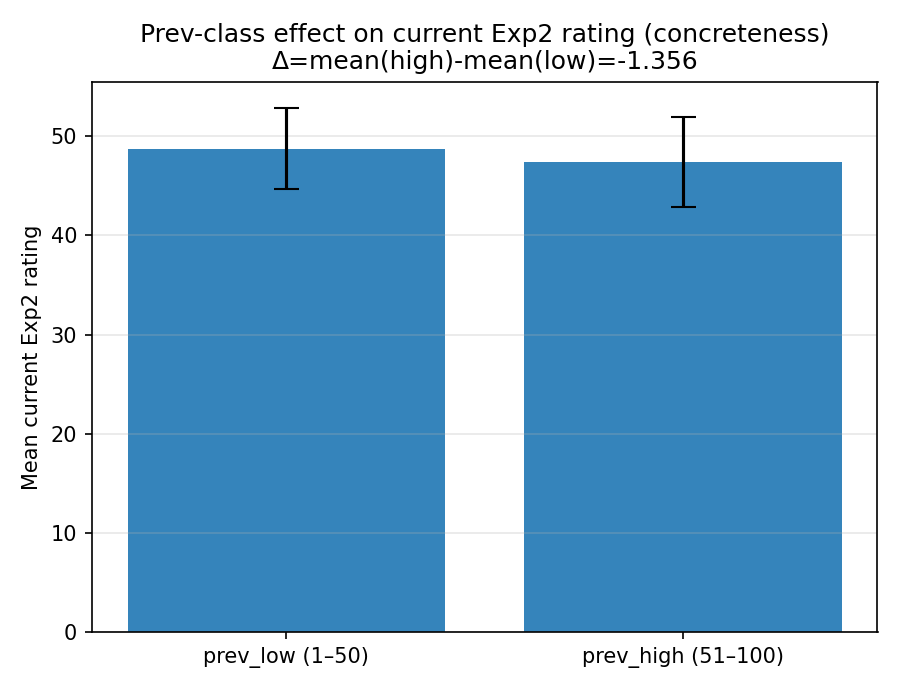 Prev-class effect on current Exp2 rating (concreteness)
Δ=mean(high)-mean(low)=-1.356
Mean current Exp2 rating
50
40
30
20
10
0
prev_low (1–50)
prev_high (51–100)